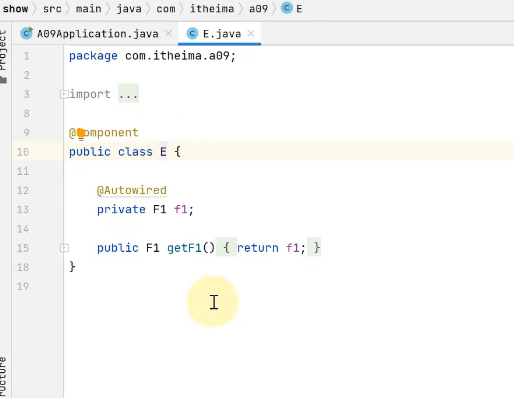 show > src > main > java > com > itheima > a09 > E
A09Application.java × E.java ×
1 package com.itheima.a09;
2
3 import ...
8
9 @Component
10 public class E {
11
12 @Autowired
13 private F1 f1;
14
15 public F1 getF1() { return f1; }
18 }
19
Project